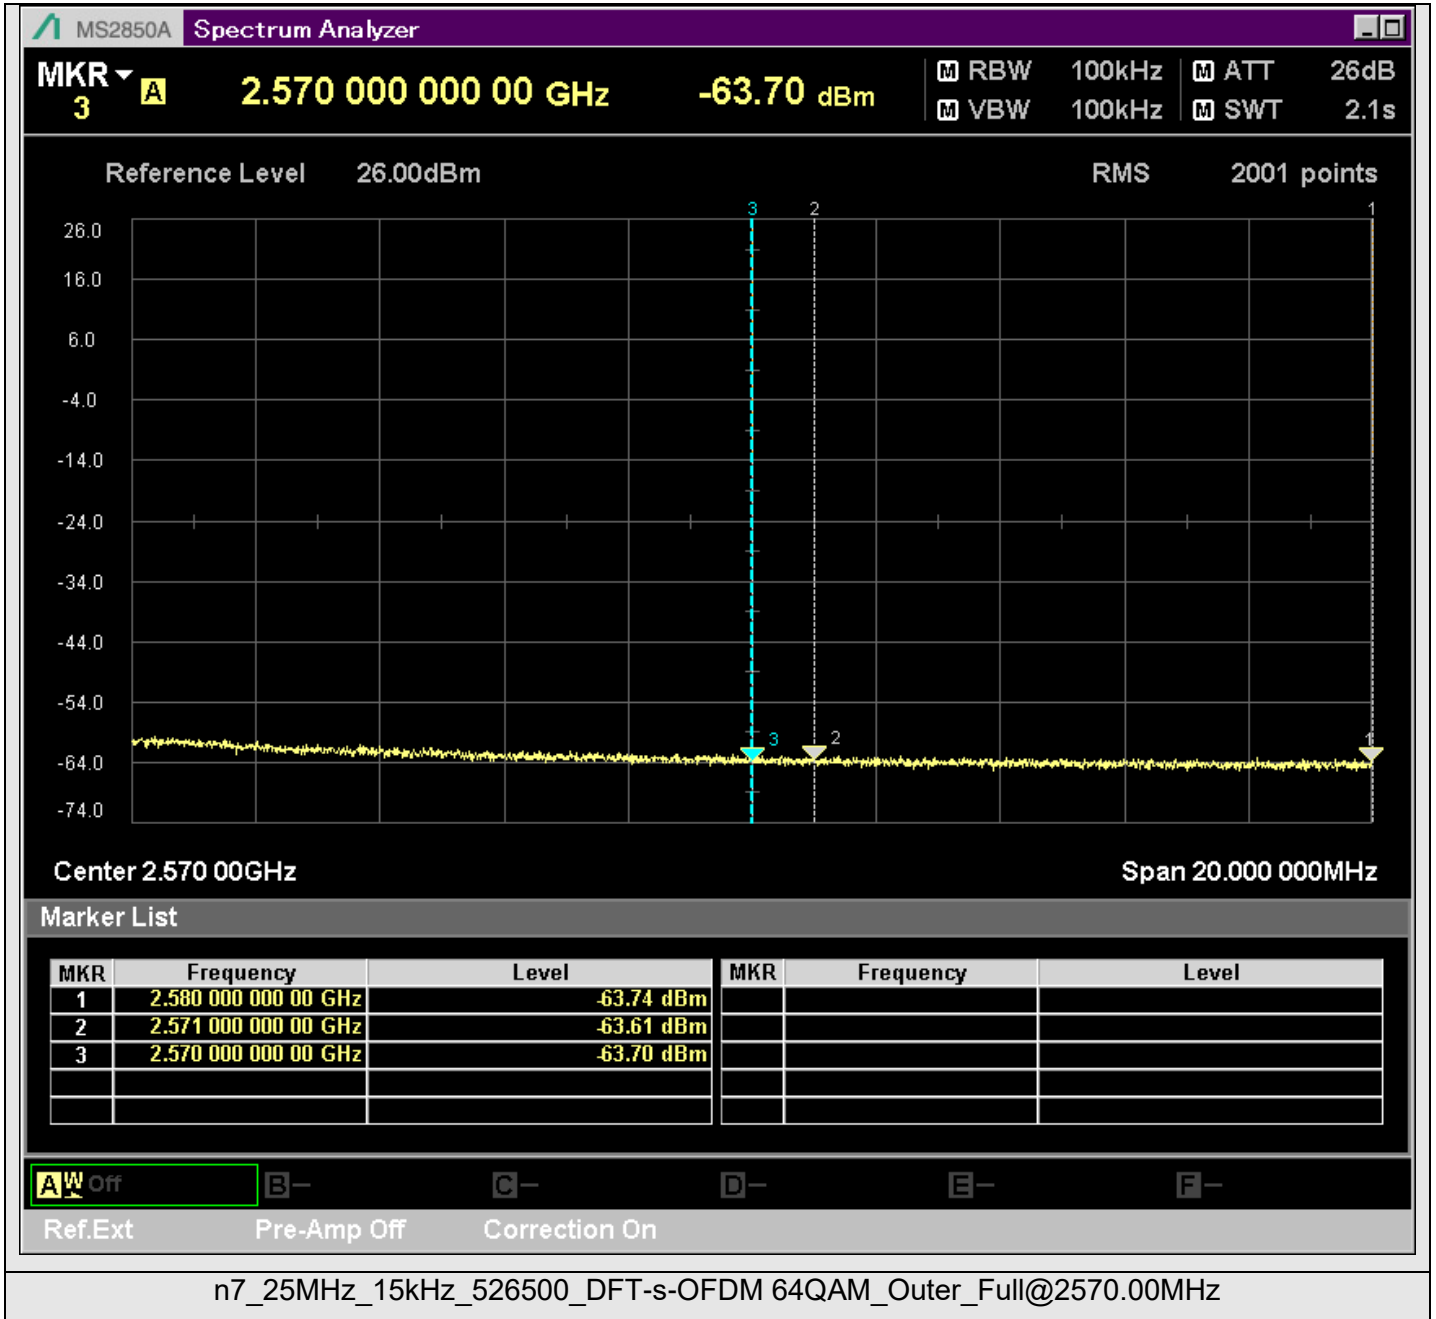 MS2850A Spectrum Analyzer
MKR A 2.570 000 000 00 GHz -63.70 dBm M RBW 100kHz M ATT 26dB
3 M VBW 100kHz M SWT 2.1s
Reference Level 26.00dBm RMS 2001 points
3 2 1
26.0
16.0
6.0
-4.0
-14.0
-24.0
-34.0
-44.0
-54.0
3 2 1
-64.0
-74.0
Center 2.570 00GHz Span 20.000 000MHz
Marker List
MKR Frequency Level MKR Frequency Level
1 2.580 000 000 00 GHz -63.74 dBm
2 2.571 000 000 00 GHz -63.61 dBm
3 2.570 000 000 00 GHz -63.70 dBm
A W Off B- C- D- E- F-
Ref.Ext Pre-Amp Off Correction On
n7_25MHz_15kHz_526500_DFT-s-OFDM 64QAM_Outer_Full@2570.00MHz